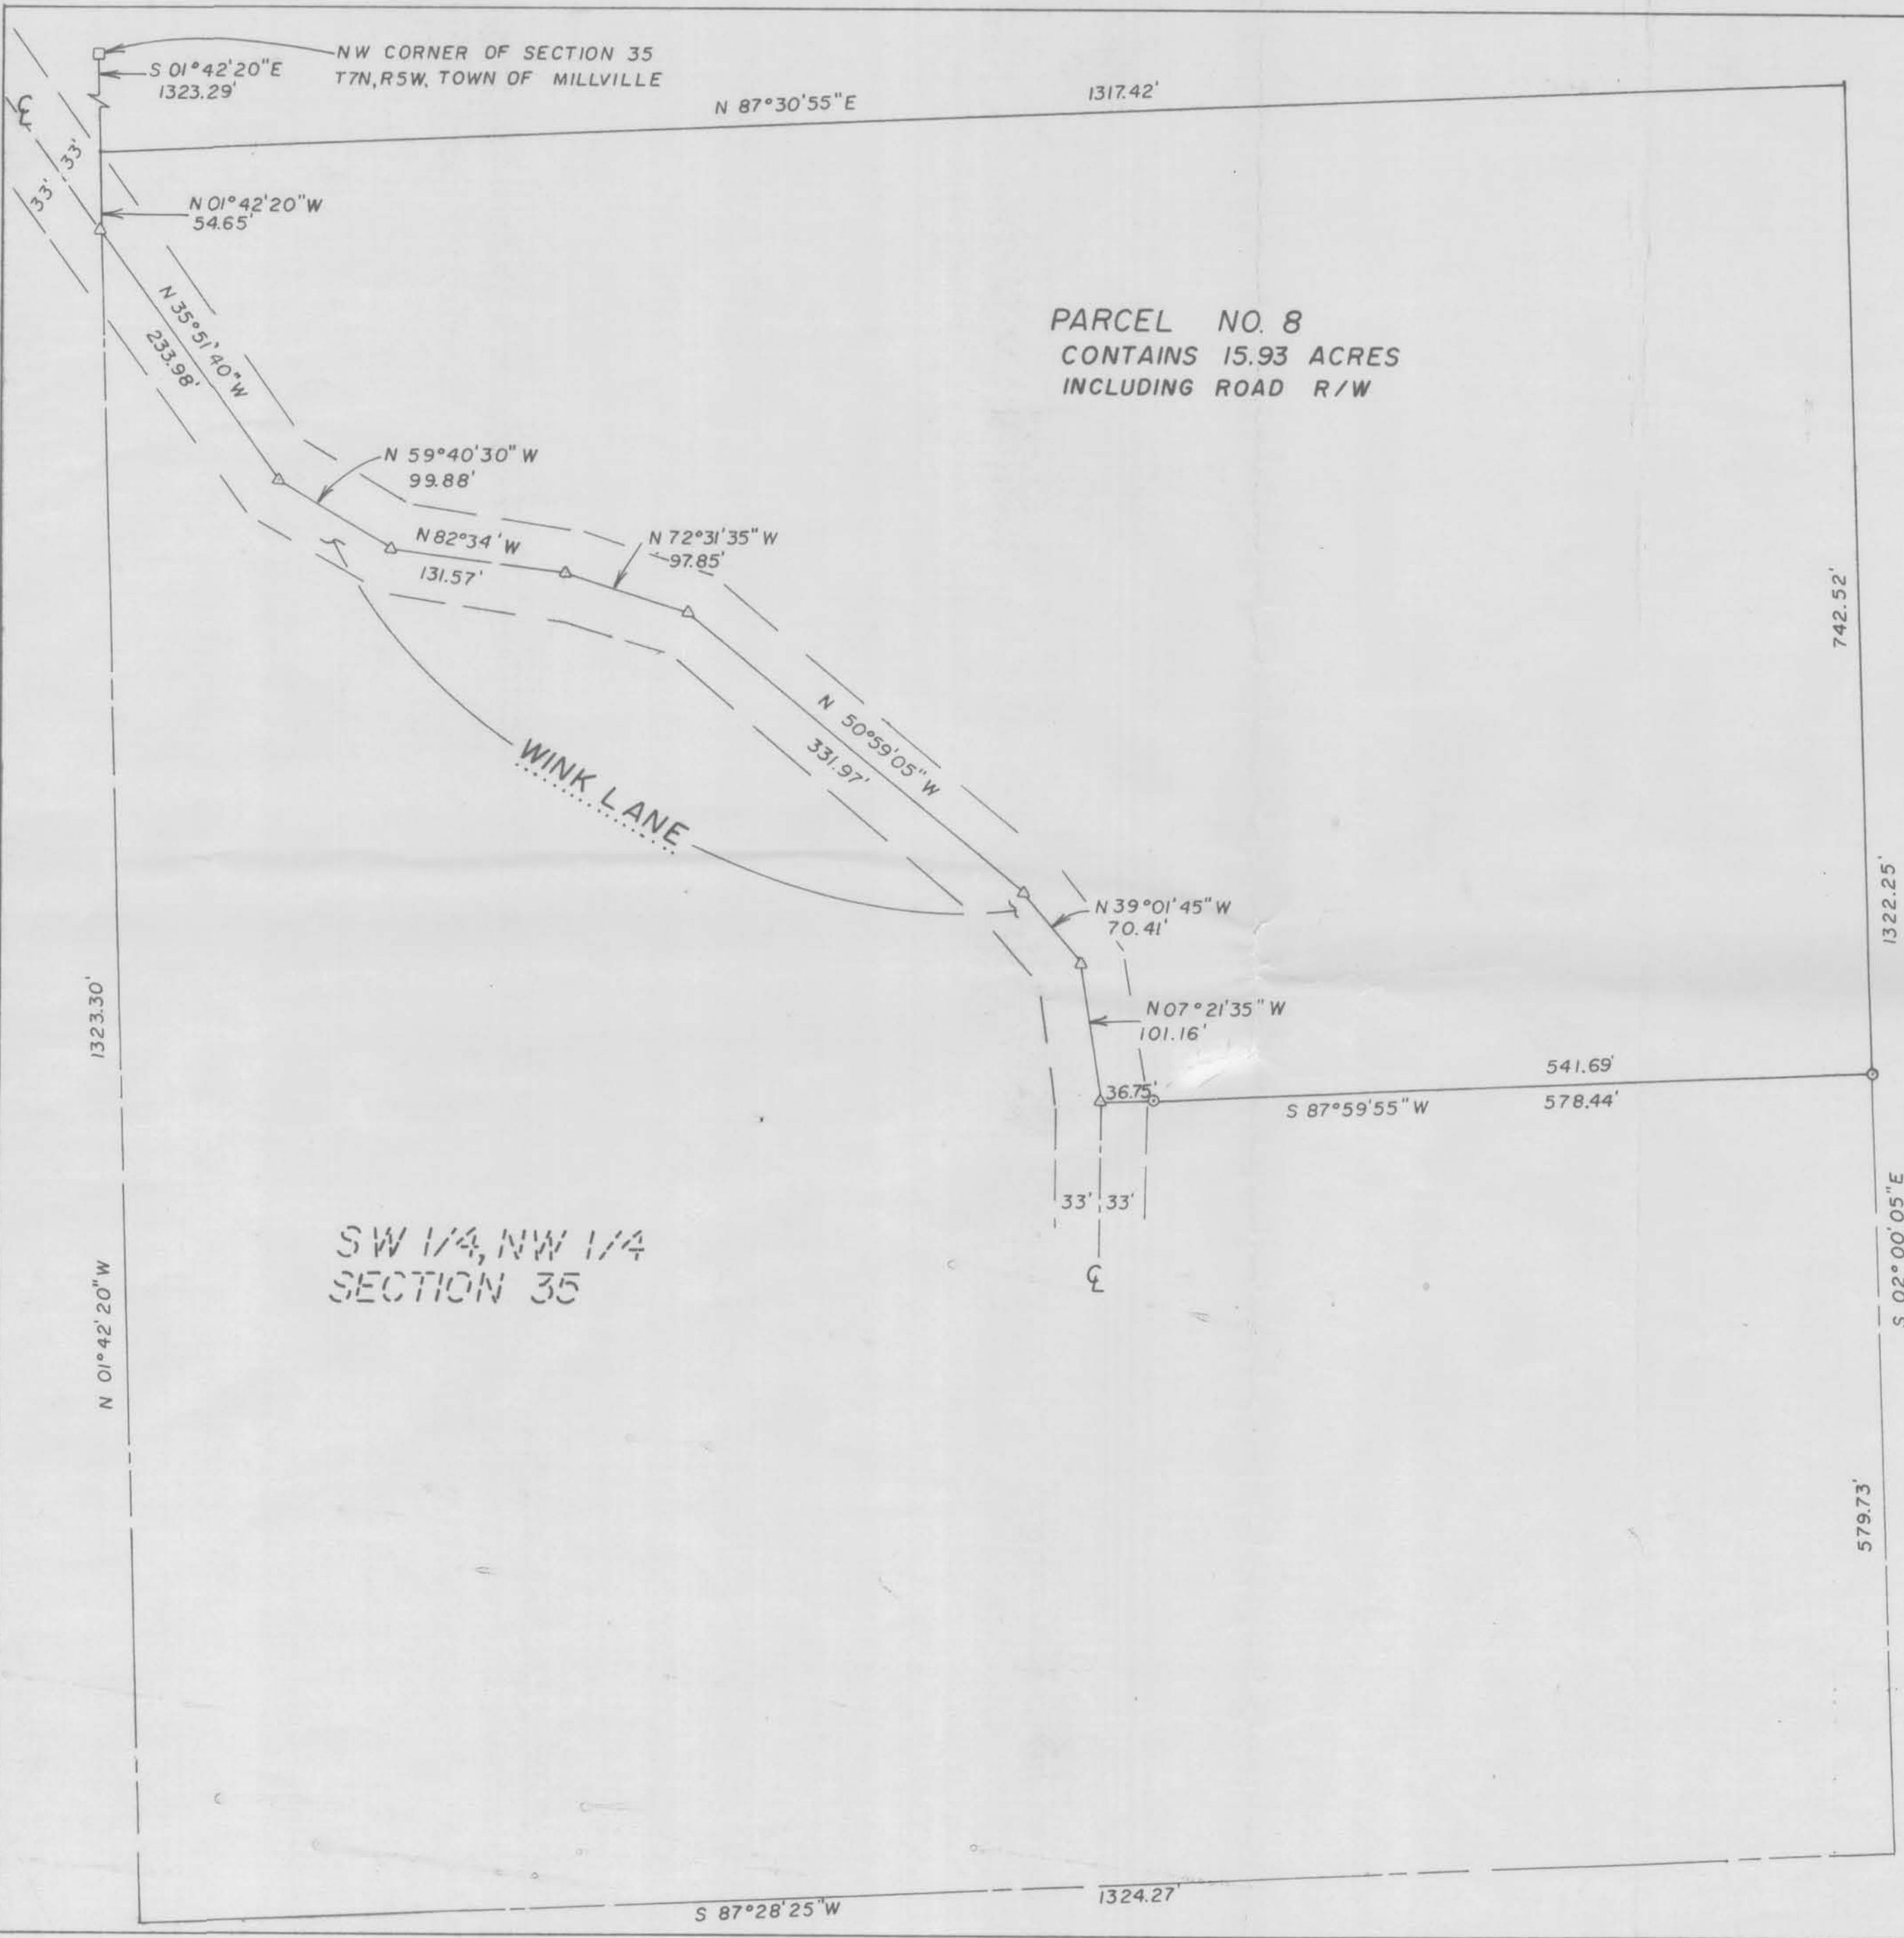 NW CORNER OF SECTION 35
T7N, R5W, TOWN OF MILLVILLE
S 01°42'20"E
1323.29'
N 87°30'55"E
1317.42'
℄
33'
33'
N 01°42'20"W
54.65'
N 35°51'40"W
233.98'
PARCEL NO. 8
CONTAINS 15.93 ACRES
INCLUDING ROAD R/W
N 59°40'30"W
99.88'
N 82°34'W
131.57'
N 72°31'35"W
97.85'
742.52'
N 50°59'05"W
331.97'
WINK LANE
N 39°01'45"W
70.41'
1322.25'
1323.30'
N 07°21'35"W
101.16'
36.75'
541.69'
S 87°59'55"W
578.44'
33'
33'
℄
S 02°00'05"E
SW 1/4, NW 1/4
SECTION 35
N 01°42'20"W
579.73'
S 87°28'25"W
1324.27'